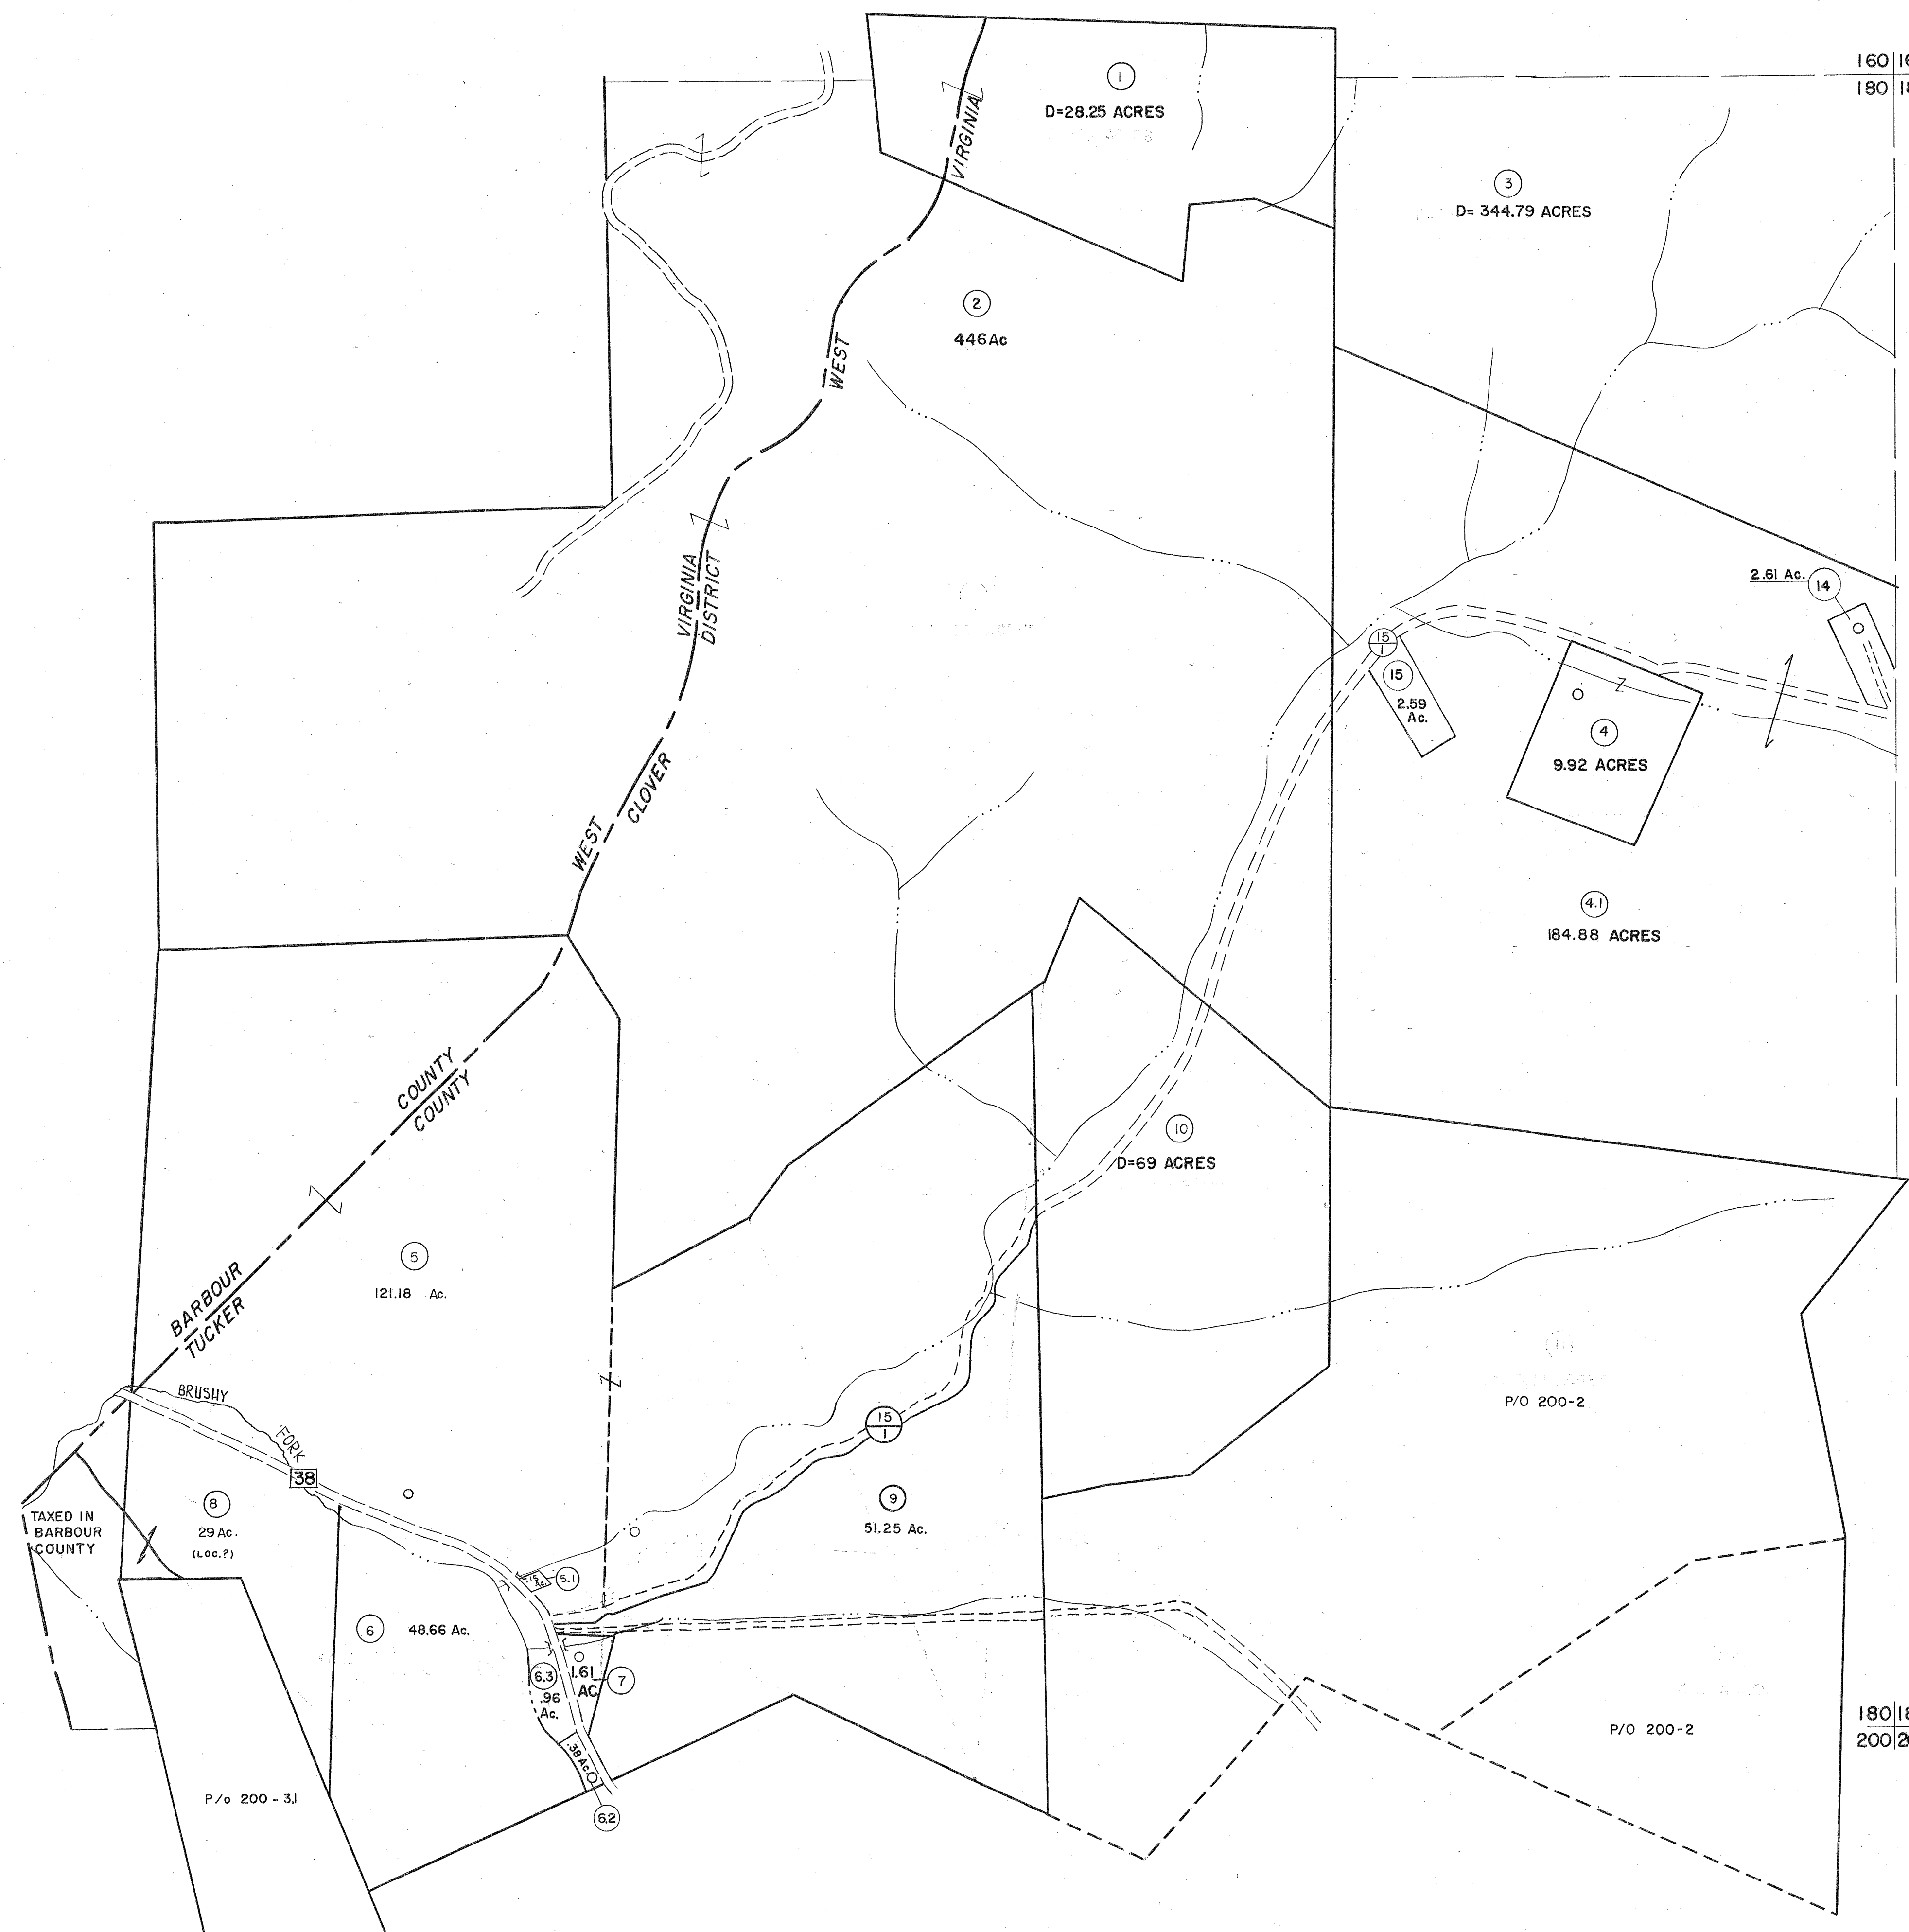 1
D=28.25 ACRES
160
180
VIRGINIA
3
D= 344.79 ACRES
2
446 Ac
WEST
VIRGINIA
DISTRICT
2.61 Ac.
14
15
1
15
2.59
Ac.
4
9.92 ACRES
WEST
CLOVER
4.1
184.88 ACRES
COUNTY
COUNTY
10
D=69 ACRES
5
121.18 Ac.
BARBOUR
TUCKER
BRUSHY
FORK
38
15
1
P/O 200-2
8
29 Ac.
(LOC.?)
TAXED IN
BARBOUR
COUNTY
9
51.25 Ac.
.15
Ac.
5.1
6
48.66 Ac.
6.3
.96
Ac.
1.61
AC
7
180
200
P/O 200-2
.38 Ac.
P/o 200-3.1
6.2